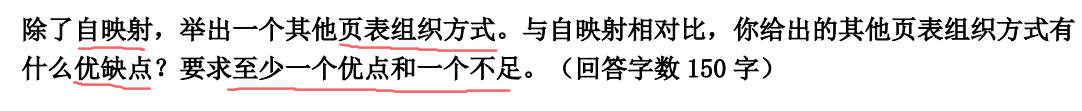 除了自映射，举出一个其他页表组织方式。与自映射相对比，你给出的其他页表组织方式有
什么优缺点？要求至少一个优点和一个不足。（回答字数 150 字）